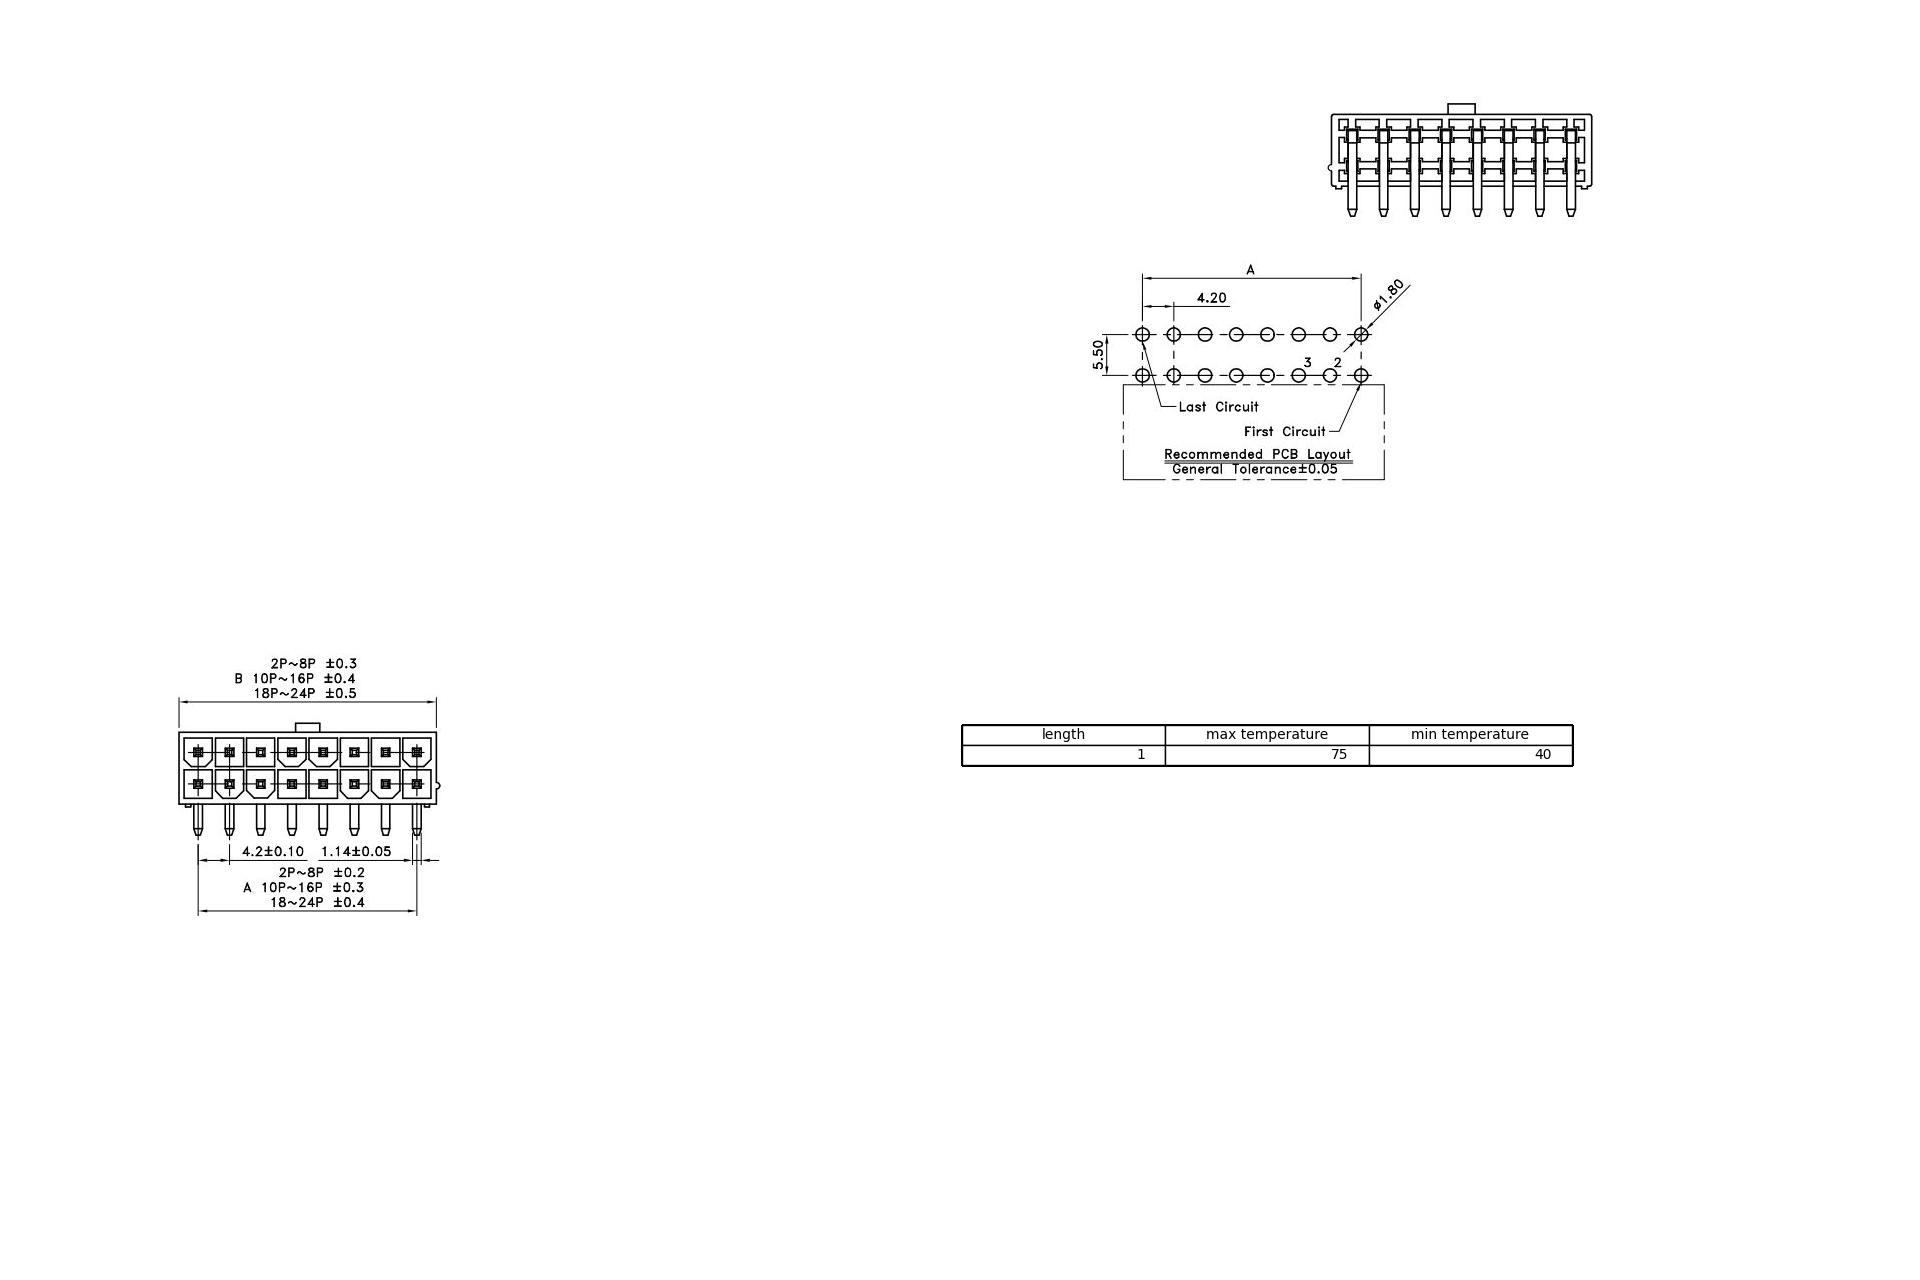 A
4.20
ø1.80
5.50
3 2
Last Circuit
First Circuit
Recommended PCB Layout
General Tolerance±0.05
2P~8P ±0.3
B 10P~16P ±0.4
18P~24P ±0.5
4.2±0.10 1.14±0.05
2P~8P ±0.2
A 10P~16P ±0.3
18~24P ±0.4
length max temperature min temperature
1 75 40